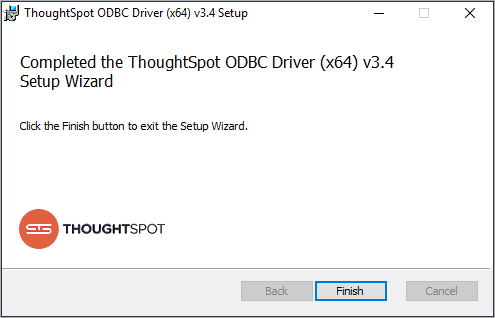 ThoughtSpot ODBC Driver (x64) v3.4 Setup
Completed the ThoughtSpot ODBC Driver (x64) v3.4
Setup Wizard
Click the Finish button to exit the Setup Wizard.
THOUGHTSPOT
Back Finish Cancel